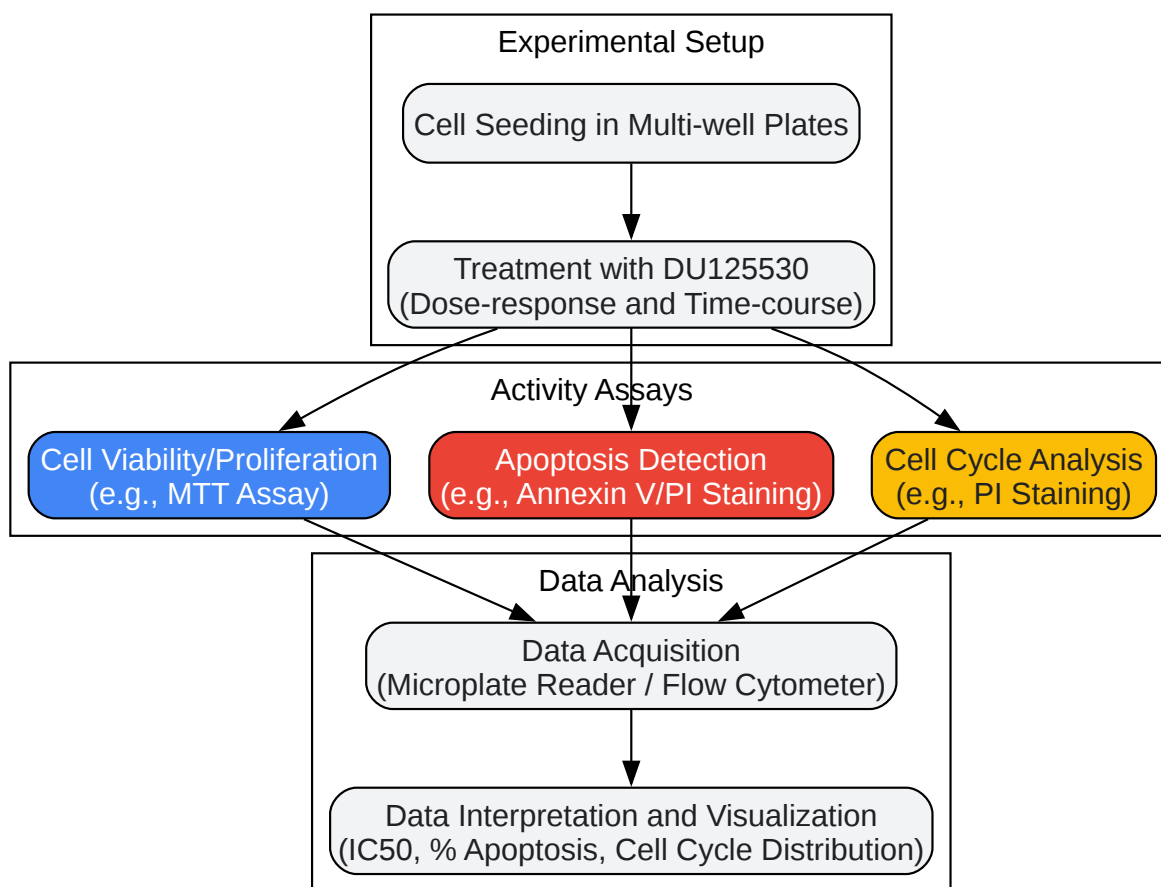 Experimental Setup
Cell Seeding in Multi-well Plates
Treatment with DU125530
(Dose-response and Time-course)
Activity Assays
Cell Viability/Proliferation
(e.g., MTT Assay)
Apoptosis Detection
(e.g., Annexin V/PI Staining)
Cell Cycle Analysis
(e.g., PI Staining)
Data Analysis
Data Acquisition
(Microplate Reader / Flow Cytometer)
Data Interpretation and Visualization
(IC50, % Apoptosis, Cell Cycle Distribution)